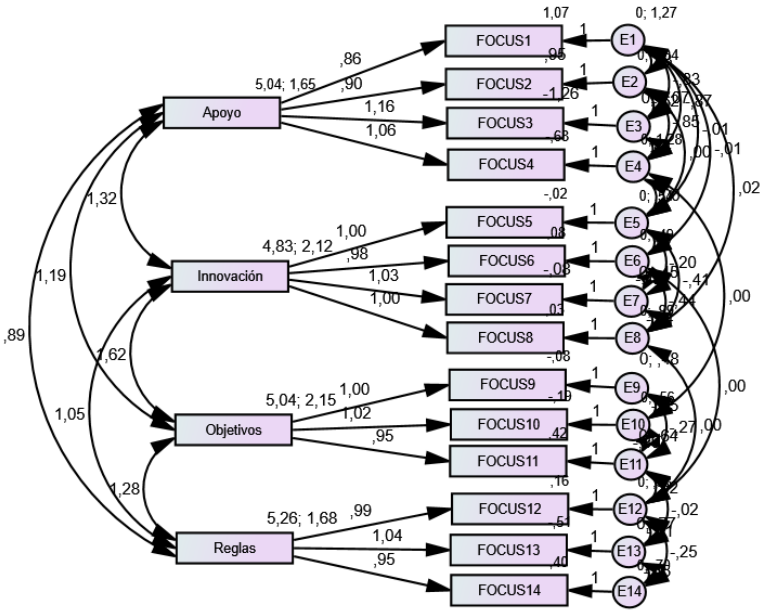 1,07
0; 1,27
FOCUS1
1
E1
,86
,95
5,04; 1,65
,90
FOCUS2
1
E2
-1,26
Apoyo
1,16
FOCUS3
1
E3
-,87
-,85
1,06
-,63
FOCUS4
1
E4
-,01
,00
-,01
,02
1,32
-,02
FOCUS5
1
E5
1,00
4,83; 2,12
,98
,08
FOCUS6
1
E6
-,20
Innovación
1,03
-,08
FOCUS7
1
E7
-,41
1,19
1,00
,03
FOCUS8
1
E8
,00
,89
1,62
-,08
FOCUS9
1
E9
1,00
5,04; 2,15
1,02
-,19
FOCUS10
1
E10
,00
-,27
,00
1,05
Objetivos
,95
,42
FOCUS11
1
E11
1,28
,16
FOCUS12
1
E12
,99
5,26; 1,68
1,04
-,51
FOCUS13
1
E13
-,02
-,25
Reglas
,95
,40
FOCUS14
1
E14